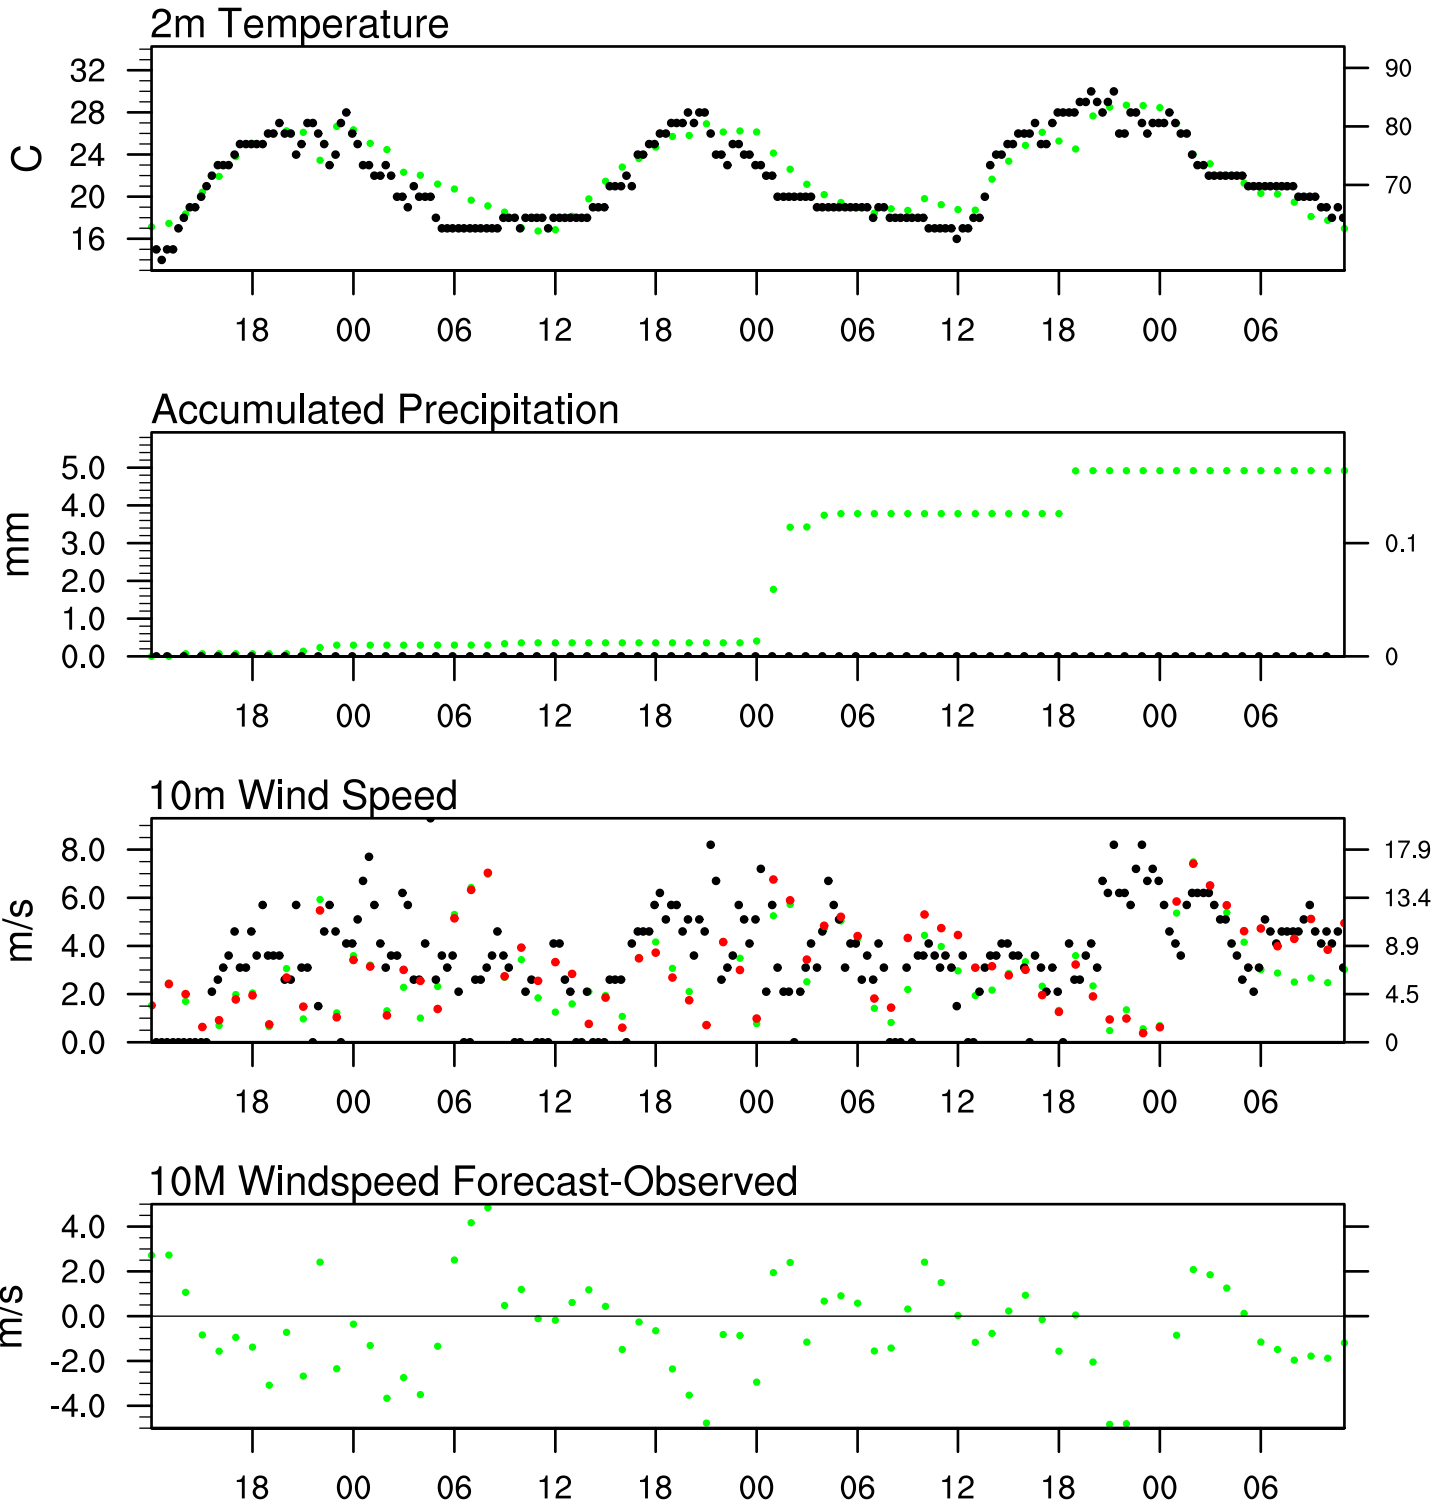 2m Temperature
32
28
24
20
16
C
90
80
70
18 00 06 12 18 00 06 12 18 00 06
Accumulated Precipitation
5.0
4.0
3.0
2.0
1.0
0.0
mm
0.1
0
18 00 06 12 18 00 06 12 18 00 06
10m Wind Speed
8.0
6.0
4.0
2.0
0.0
m/s
17.9
13.4
8.9
4.5
0
18 00 06 12 18 00 06 12 18 00 06
10M Windspeed Forecast-Observed
4.0
2.0
0.0
-2.0
-4.0
m/s
18 00 06 12 18 00 06 12 18 00 06